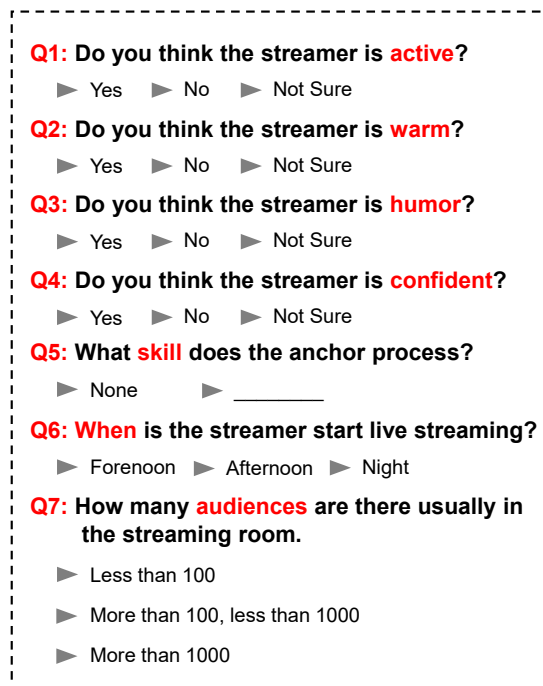 Q1: Do you think the streamer is active?
Yes No Not Sure
Q2: Do you think the streamer is warm?
Yes No Not Sure
Q3: Do you think the streamer is humor?
Yes No Not Sure
Q4: Do you think the streamer is confident?
Yes No Not Sure
Q5: What skill does the anchor process?
None ________
Q6: When is the streamer start live streaming?
Forenoon Afternoon Night
Q7: How many audiences are there usually in
the streaming room.
Less than 100
More than 100, less than 1000
More than 1000